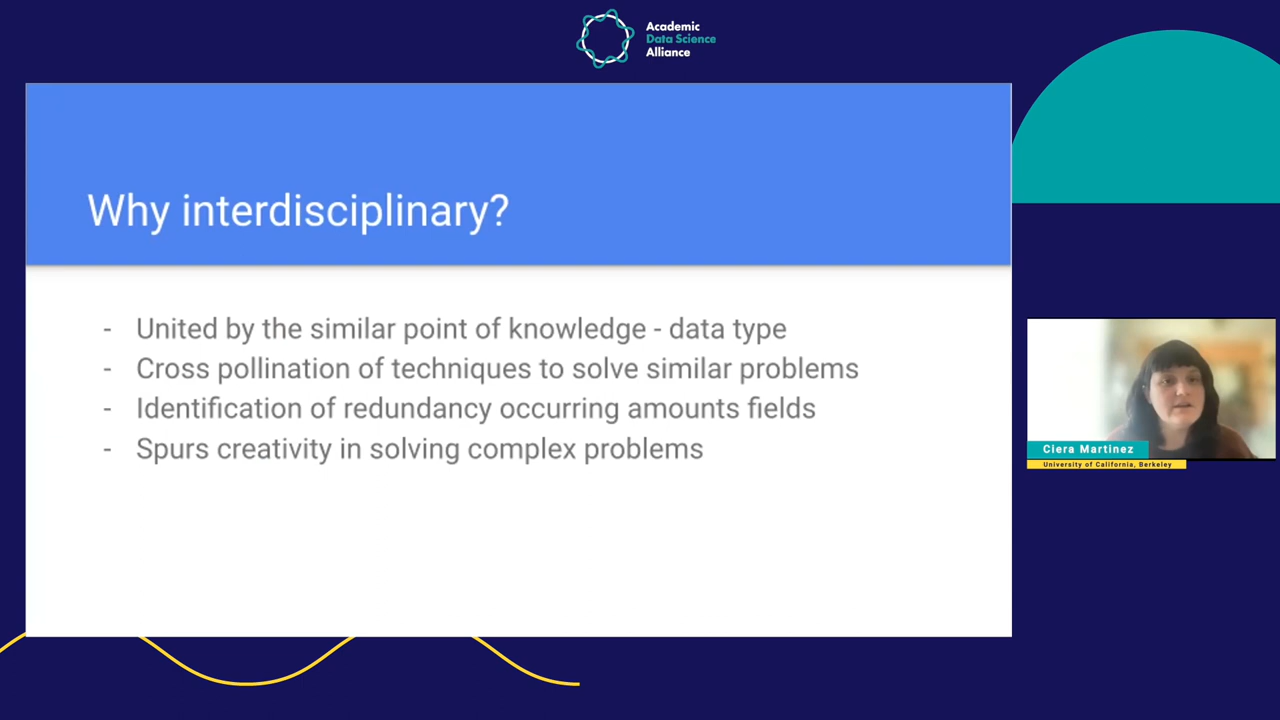 Academic
Data Science
Alliance
Why interdisciplinary?
- United by the similar point of knowledge - data type
- Cross pollination of techniques to solve similar problems
- Identification of redundancy occurring amounts fields
- Spurs creativity in solving complex problems
Ciera Martinez
University of California, Berkeley